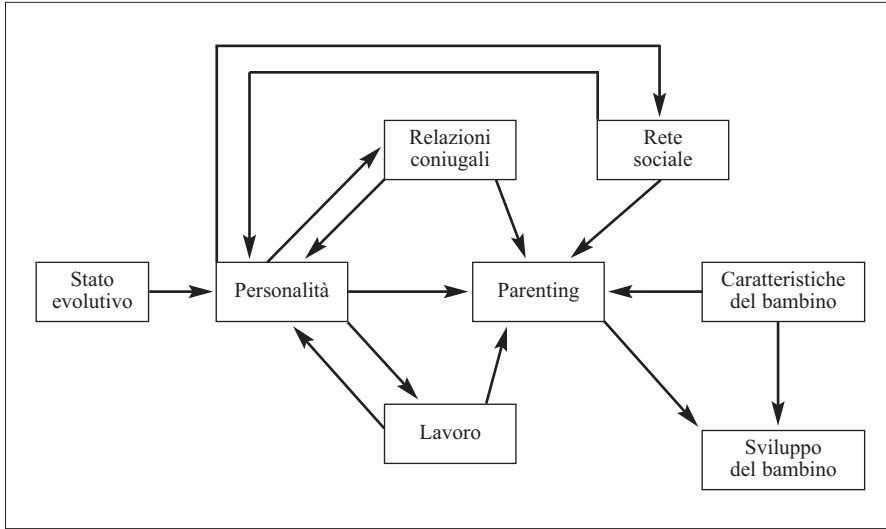 Relazioni
coniugali
Rete
sociale
Stato
evolutivo
Personalità
Parenting
Caratteristiche
del bambino
Lavoro
Sviluppo
del bambino